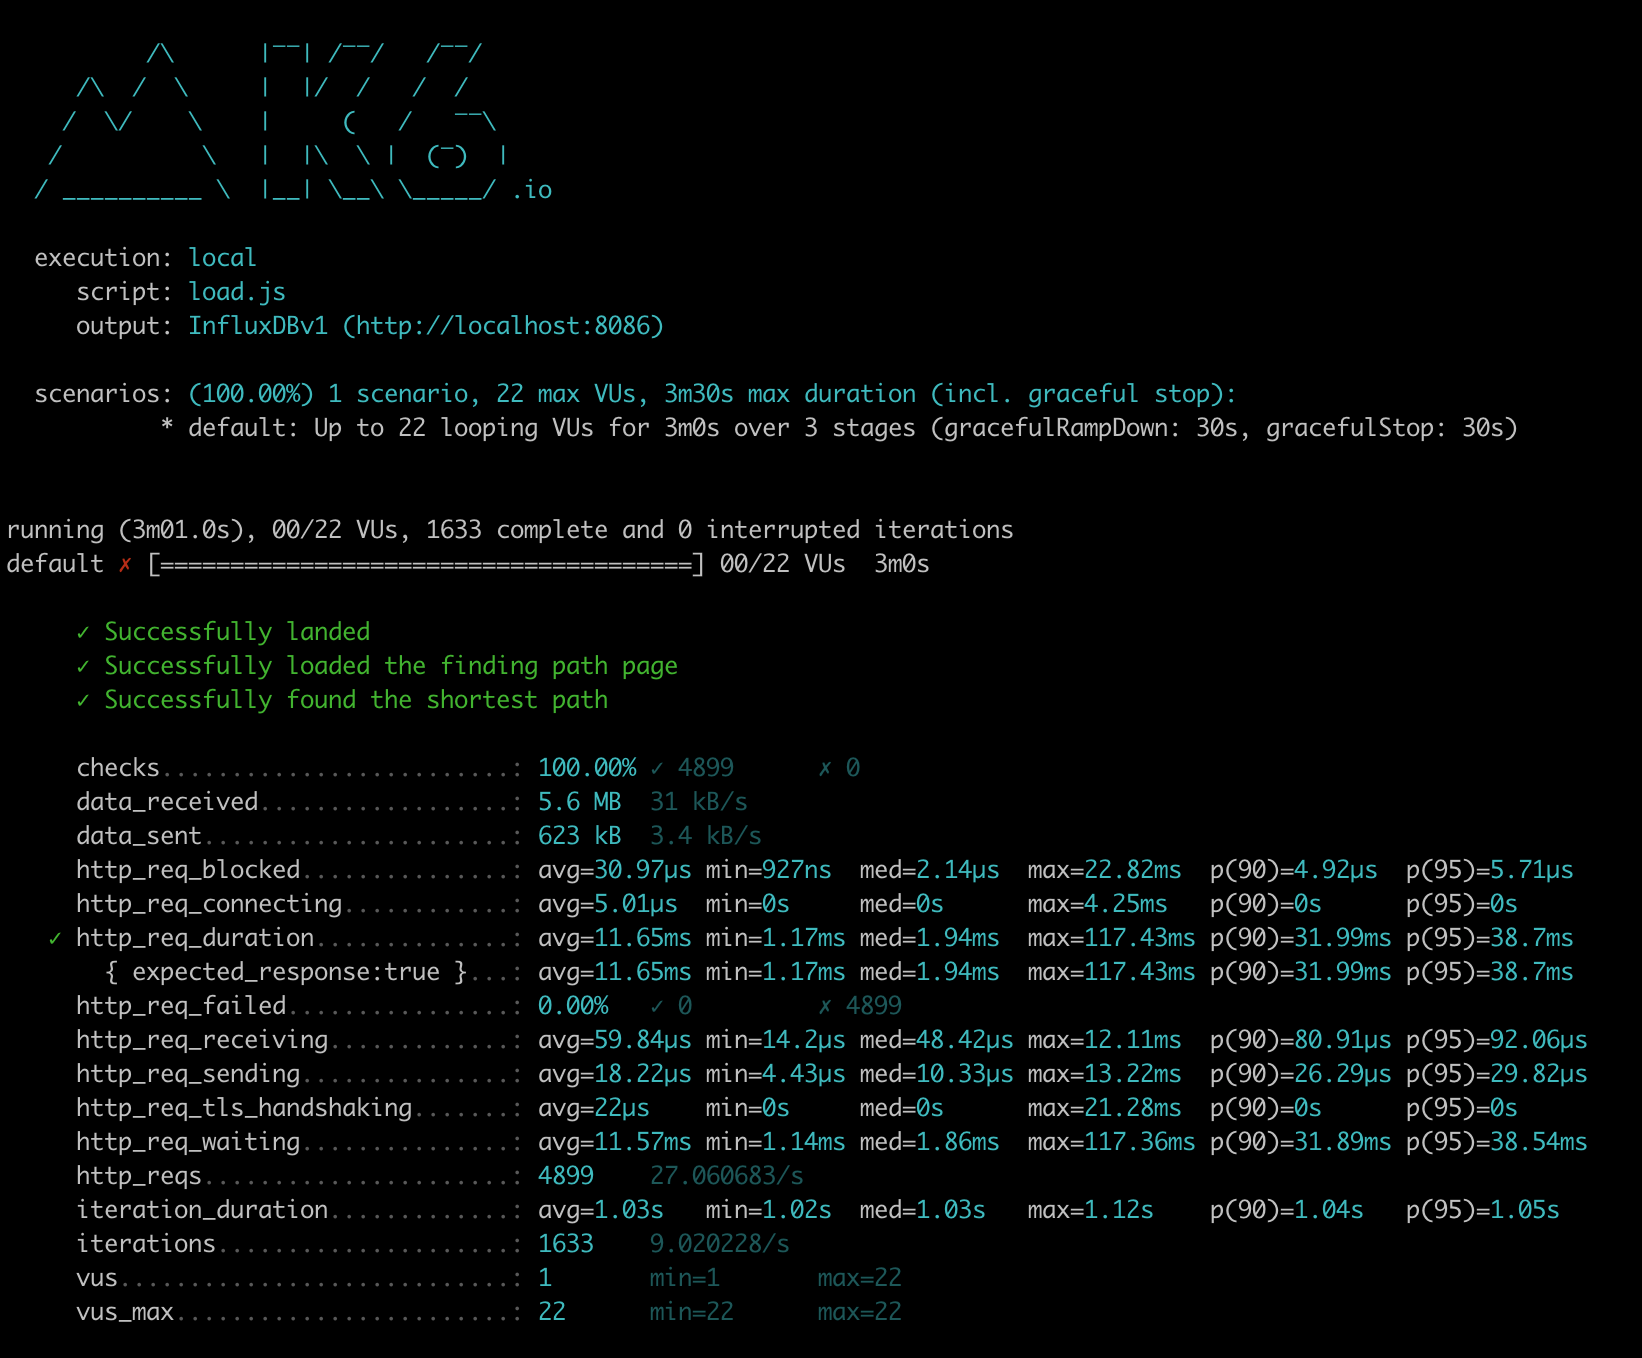 /\      |‾‾| /‾‾/   /‾‾/
    /\  /  \     |  |/  /   /  /
   /  \/    \    |     (   /   ‾‾\
  /          \   |  |\  \ |  (‾)  |
 / __________ \  |__| \__\ \_____/ .io
execution: local
script: load.js
output: InfluxDBv1 (http://localhost:8086)
scenarios: (100.00%) 1 scenario, 22 max VUs, 3m30s max duration (incl. graceful stop):
* default: Up to 22 looping VUs for 3m0s over 3 stages (gracefulRampDown: 30s, gracefulStop: 30s)
running (3m01.0s), 00/22 VUs, 1633 complete and 0 interrupted iterations
default ✗ [======================================] 00/22 VUs  3m0s
✓ Successfully landed
✓ Successfully loaded the finding path page
✓ Successfully found the shortest path
checks.........................: 100.00% ✓ 4899      ✗ 0
data_received..................: 5.6 MB  31 kB/s
data_sent......................: 623 kB  3.4 kB/s
http_req_blocked...............: avg=30.97µs min=927ns  med=2.14µs  max=22.82ms  p(90)=4.92µs  p(95)=5.71µs
http_req_connecting............: avg=5.01µs  min=0s     med=0s      max=4.25ms   p(90)=0s      p(95)=0s
✓ http_req_duration..............: avg=11.65ms min=1.17ms med=1.94ms  max=117.43ms p(90)=31.99ms p(95)=38.7ms
{ expected_response:true }...: avg=11.65ms min=1.17ms med=1.94ms  max=117.43ms p(90)=31.99ms p(95)=38.7ms
http_req_failed................: 0.00%   ✓ 0         ✗ 4899
http_req_receiving.............: avg=59.84µs min=14.2µs med=48.42µs max=12.11ms  p(90)=80.91µs p(95)=92.06µs
http_req_sending...............: avg=18.22µs min=4.43µs med=10.33µs max=13.22ms  p(90)=26.29µs p(95)=29.82µs
http_req_tls_handshaking.......: avg=22µs    min=0s     med=0s      max=21.28ms  p(90)=0s      p(95)=0s
http_req_waiting...............: avg=11.57ms min=1.14ms med=1.86ms  max=117.36ms p(90)=31.89ms p(95)=38.54ms
http_reqs......................: 4899    27.060683/s
iteration_duration.............: avg=1.03s   min=1.02s  med=1.03s   max=1.12s    p(90)=1.04s   p(95)=1.05s
iterations.....................: 1633    9.020228/s
vus............................: 1       min=1       max=22
vus_max........................: 22      min=22      max=22